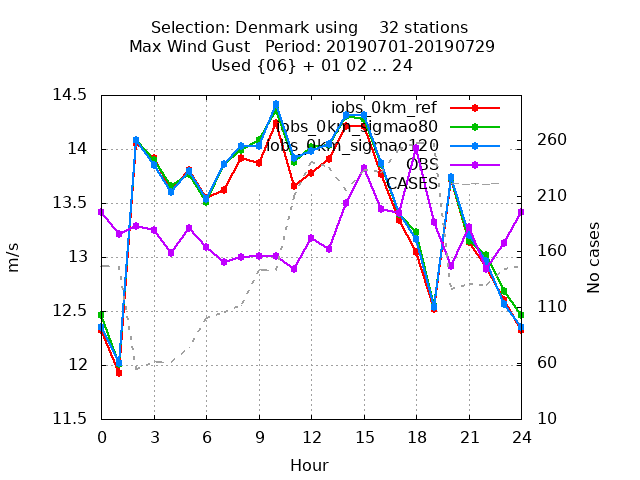 Selection: Denmark using    32 stations
Max Wind Gust   Period: 20190701-20190729
Used {06} + 01 02 ... 24
14.5
14
13.5
13
12.5
12
11.5
m/s
iobs_0km_ref
iobs_0km_sigmao80
iobs_0km_sigmao120
OBS
CASES
260
210
160
110
60
10
No cases
0 3 6 9 12 15 18 21 24
Hour